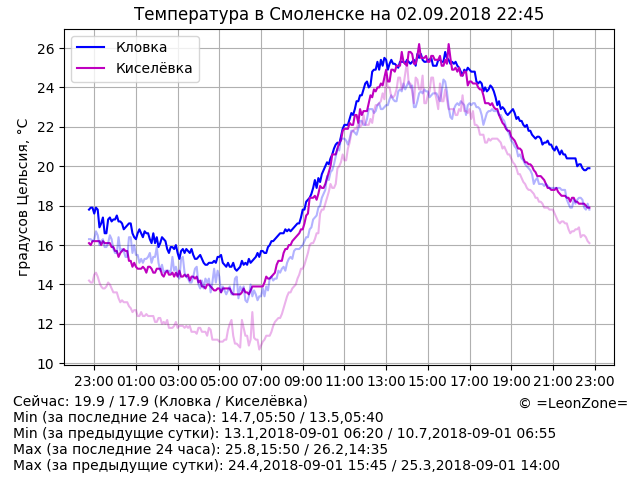 Температура в Смоленске на 02.09.2018 22:45
Кловка
Киселёвка
градусов Цельсия, °C
26
24
22
20
18
16
14
12
10
23:00 01:00 03:00 05:00 07:00 09:00 11:00 13:00 15:00 17:00 19:00 21:00 23:00
Сейчас: 19.9 / 17.9 (Кловка / Киселёвка)
© =LeonZone=
Min (за последние 24 часа): 14.7,05:50 / 13.5,05:40
Min (за предыдущие сутки): 13.1,2018-09-01 06:20 / 10.7,2018-09-01 06:55
Max (за последние 24 часа): 25.8,15:50 / 26.2,14:35
Max (за предыдущие сутки): 24.4,2018-09-01 15:45 / 25.3,2018-09-01 14:00